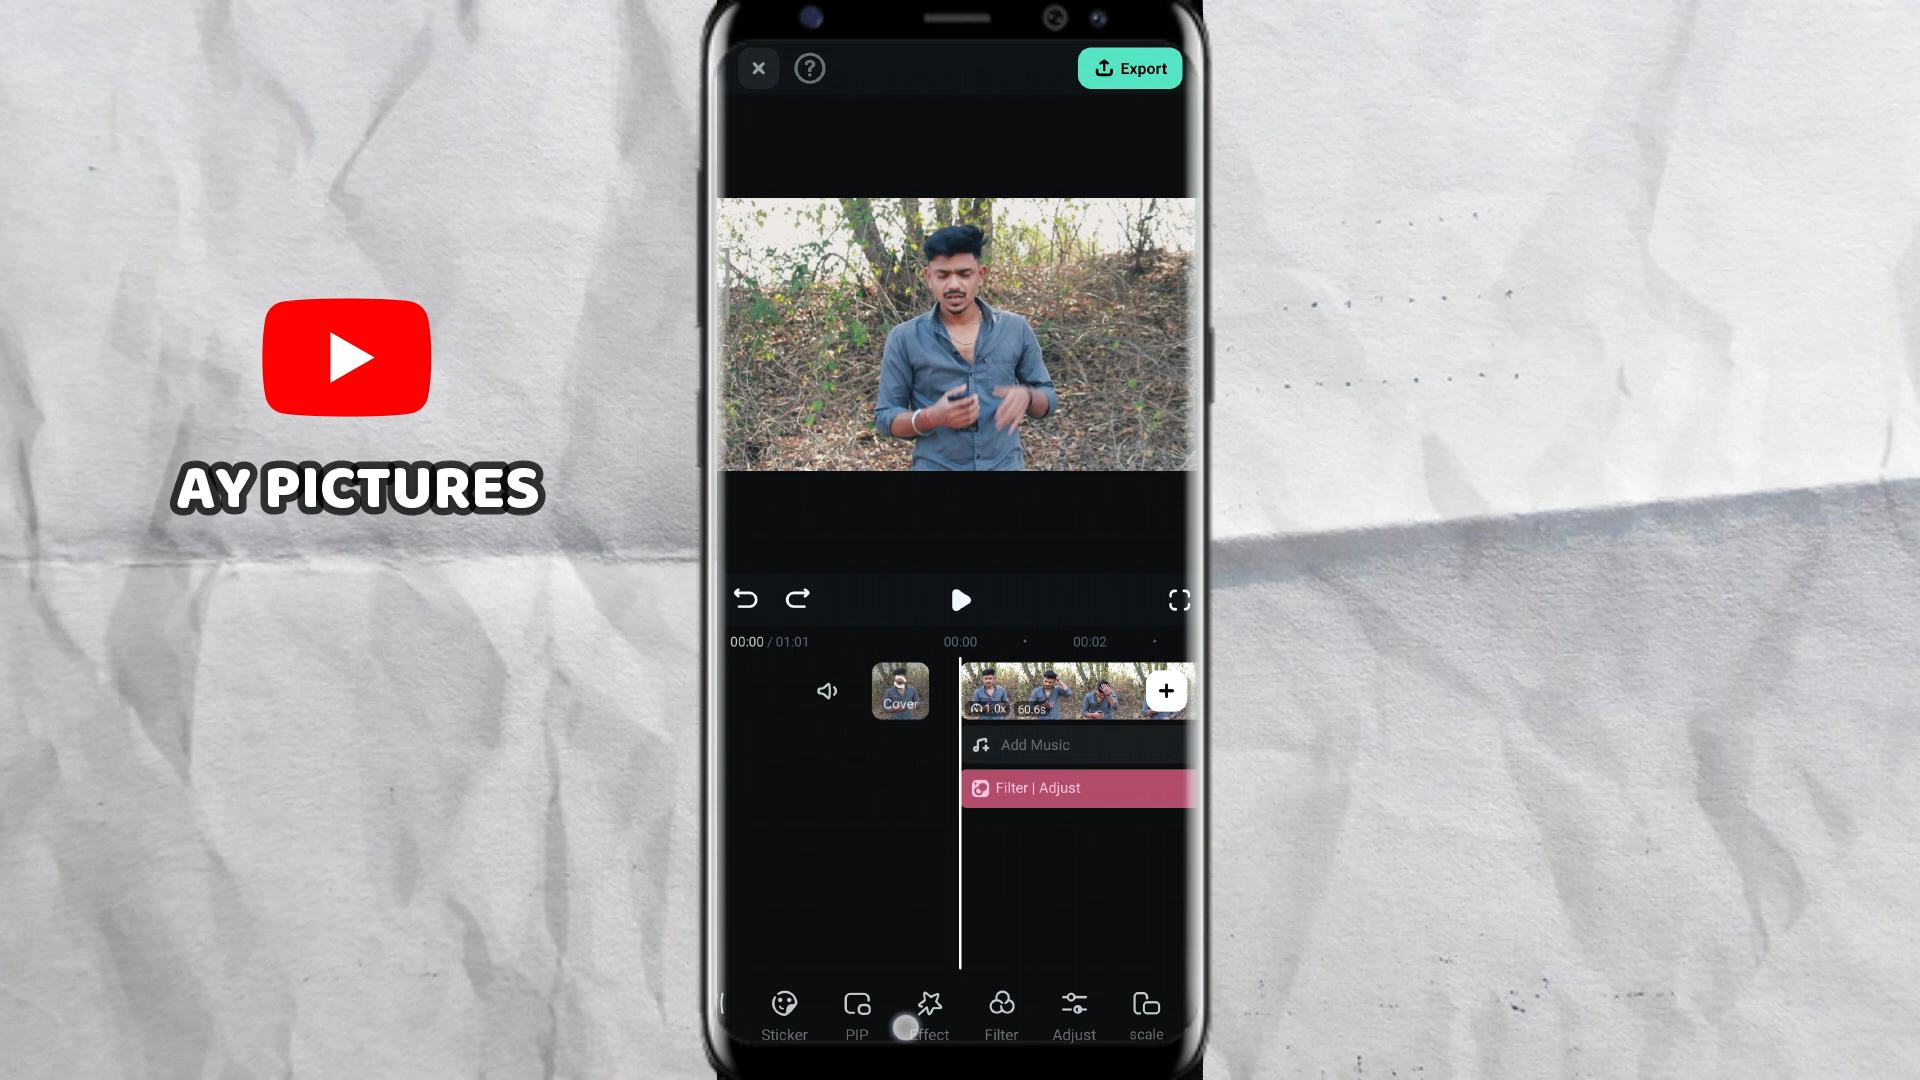 Export
AY PICTURES
00:00 / 01:01
00:00
00:02
Cover
1.0x
60.6s
Add Music
Filter | Adjust
Sticker
PIP
Effect
Filter
Adjust
scale